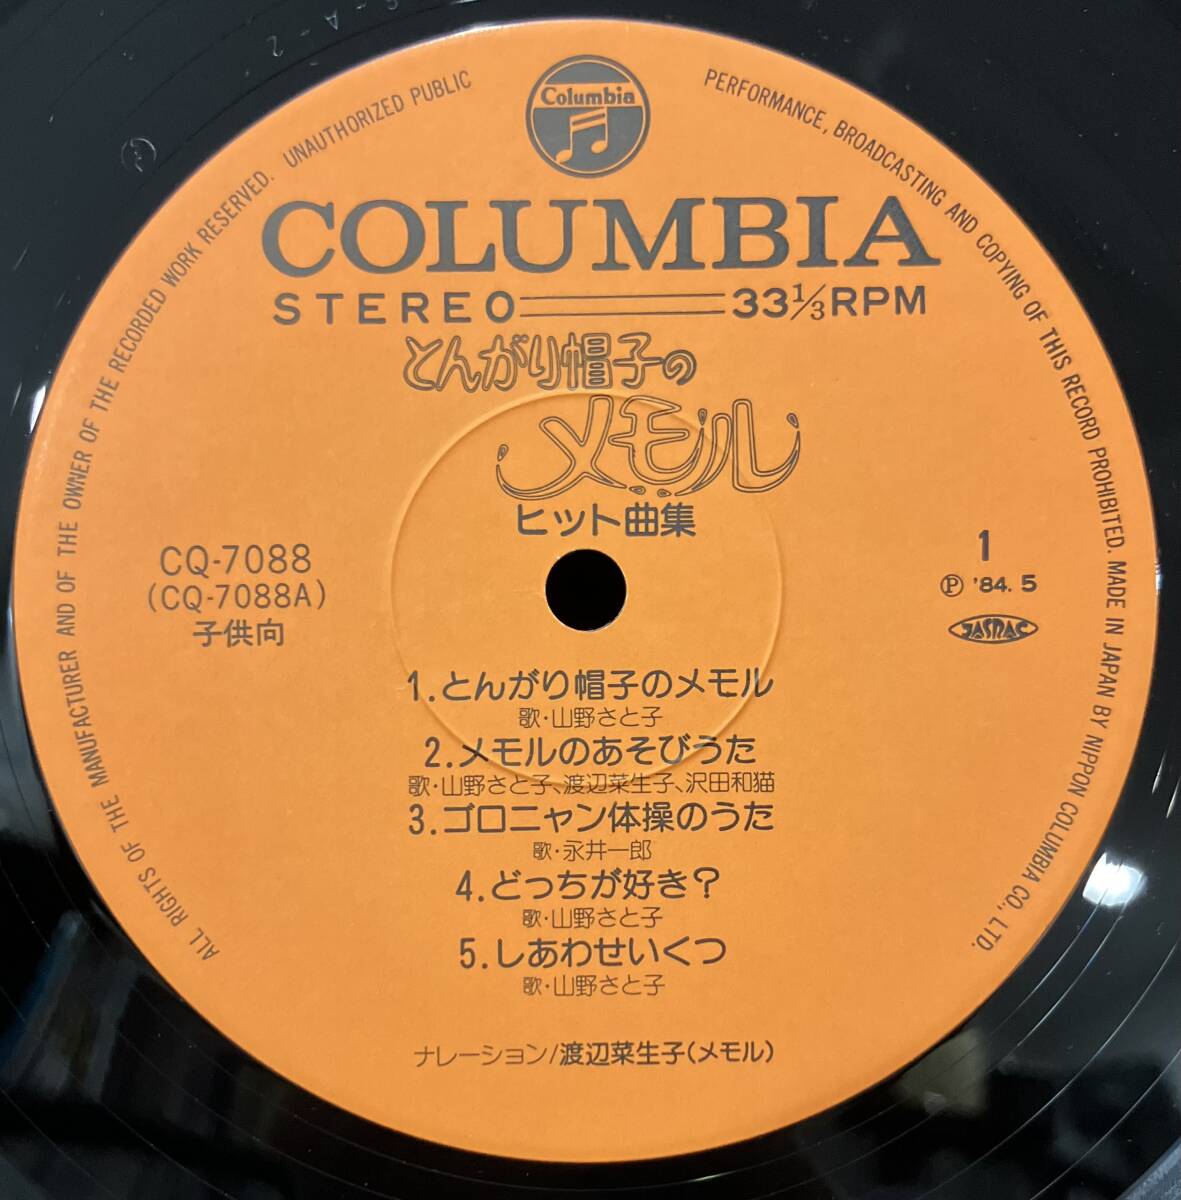 ALL RIGHTS OF THE MANUFACTURER AND OF THE OWNER OF THE RECORDED WORK RESERVED. UNAUTHORIZED PUBLIC PERFORMANCE, BROADCASTING AND COPYING OF THIS RECORD PROHIBITED. MADE IN JAPAN BY NIPPON COLUMBIA CO., LTD.
Columbia
COLUMBIA
STEREO 33⅓RPM
とんがり帽子の
メモル
ヒット曲集
CQ-7088
(CQ-7088A)
子供向
1
Ⓟ '84.5
JASRAC
1.とんがり帽子のメモル
歌・山野さと子
2.メモルのあそびうた
歌・山野さと子、渡辺菜生子、沢田和猫
3.ゴロニャン体操のうた
歌・永井一郎
4.どっちが好き?
歌・山野さと子
5.しあわせいくつ
歌・山野さと子
ナレーション/渡辺菜生子(メモル)